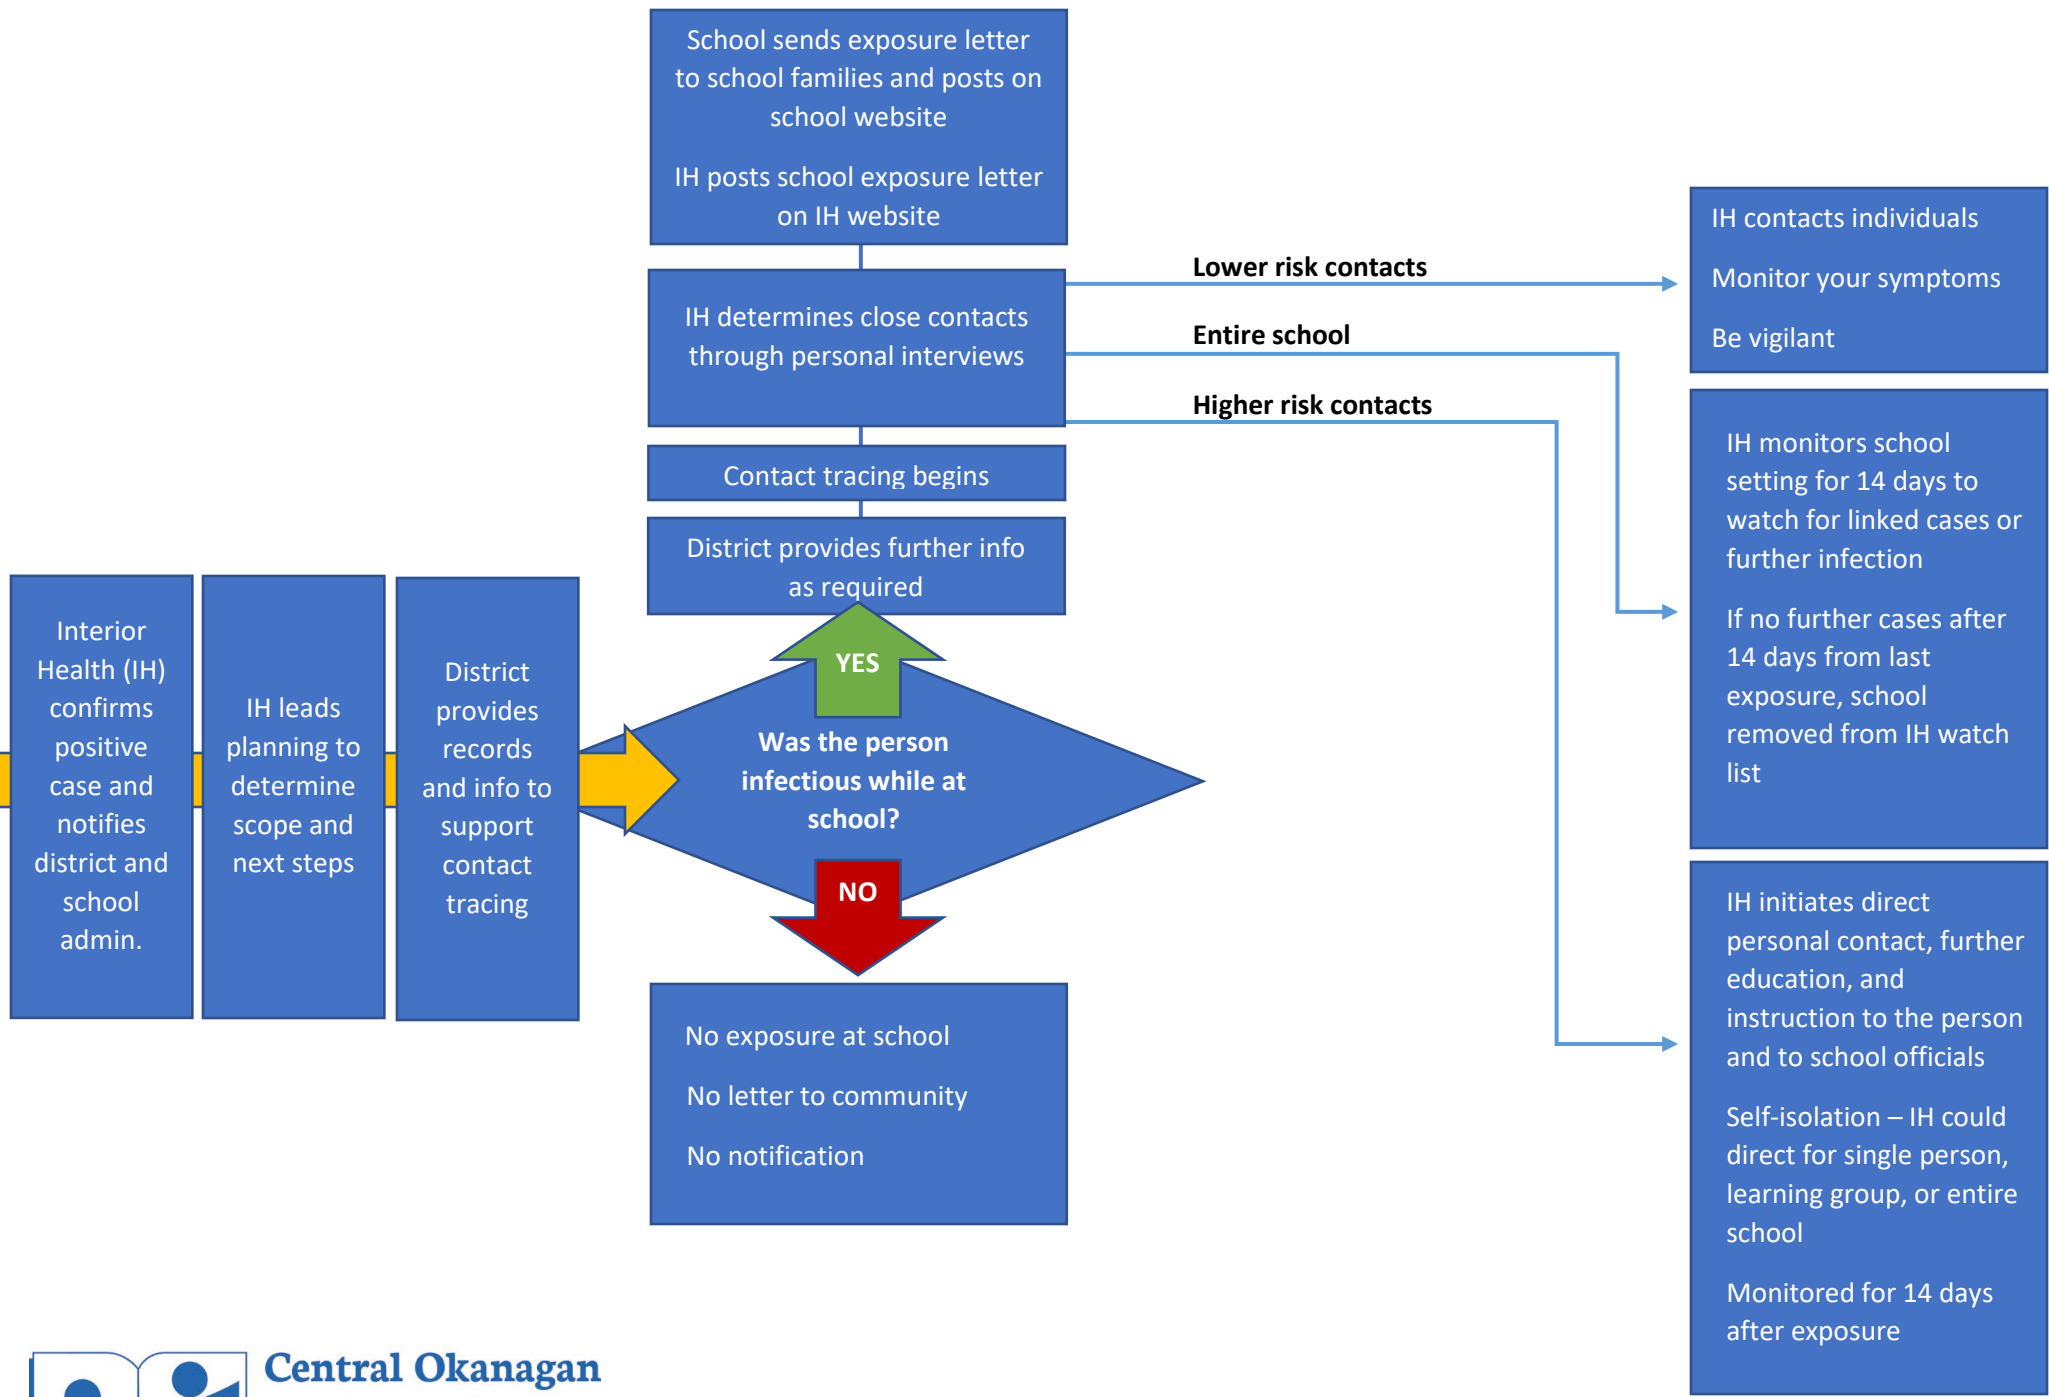 School sends exposure letter
to school families and posts on
school website
IH posts school exposure letter
on IH website
IH determines close contacts
through personal interviews
Contact tracing begins
District provides further info
as required
Lower risk contacts
Entire school
Higher risk contacts
IH contacts individuals
Monitor your symptoms
Be vigilant
IH monitors school
setting for 14 days to
watch for linked cases or
further infection
If no further cases after
14 days from last
exposure, school
removed from IH watch
list
IH initiates direct
personal contact, further
education, and
instruction to the person
and to school officials
Self-isolation – IH could
direct for single person,
learning group, or entire
school
Monitored for 14 days
after exposure
Interior
Health (IH)
confirms
positive
case and
notifies
district and
school
admin.
IH leads
planning to
determine
scope and
next steps
District
provides
records
and info to
support
contact
tracing
YES
Was the person
infectious while at
school?
NO
No exposure at school
No letter to community
No notification
Central Okanagan